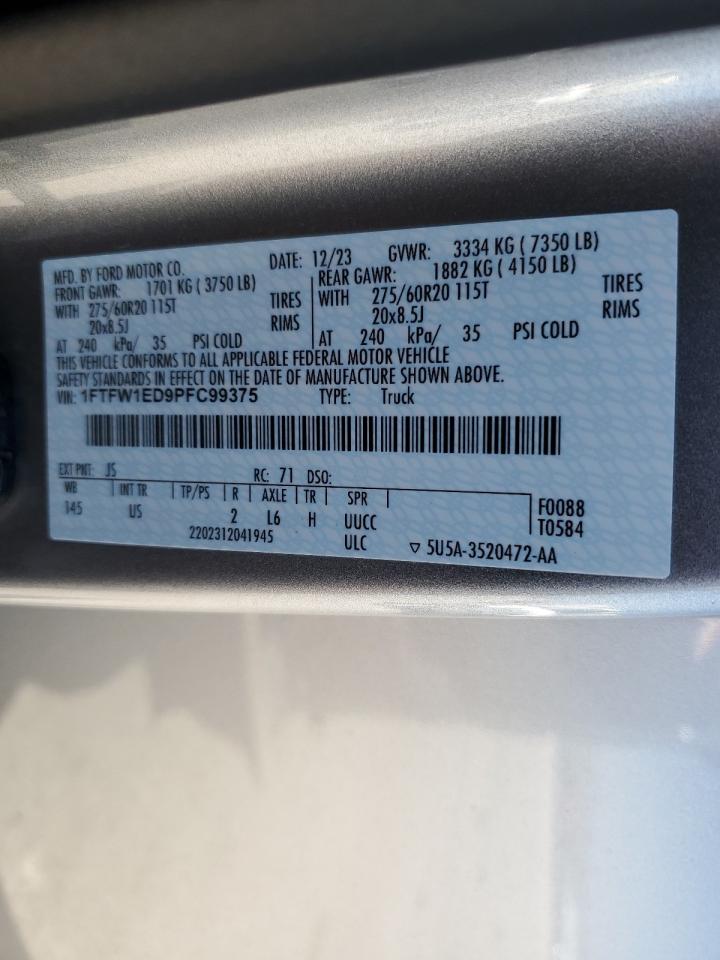 MFD. BY FORD MOTOR CO. DATE: 12/23 GVWR: 3334 KG ( 7350 LB)
FRONT GAWR: 1701 KG ( 3750 LB) REAR GAWR: 1882 KG ( 4150 LB)
WITH 275/60R20 115T TIRES WITH 275/60R20 115T TIRES
20x8.5J RIMS 20x8.5J RIMS
AT 240 kPa/ 35 PSI COLD AT 240 kPa/ 35 PSI COLD
THIS VEHICLE CONFORMS TO ALL APPLICABLE FEDERAL MOTOR VEHICLE
SAFETY STANDARDS IN EFFECT ON THE DATE OF MANUFACTURE SHOWN ABOVE.
VIN: 1FTFW1ED9PFC99375 TYPE: Truck
EXT PNT: JS RC: 71 DSO:
WB INT TR TP/PS R AXLE TR SPR F0088
145 US 2 L6 H UUCC T0584
2202312041945 ULC ▽ 5U5A-3520472-AA